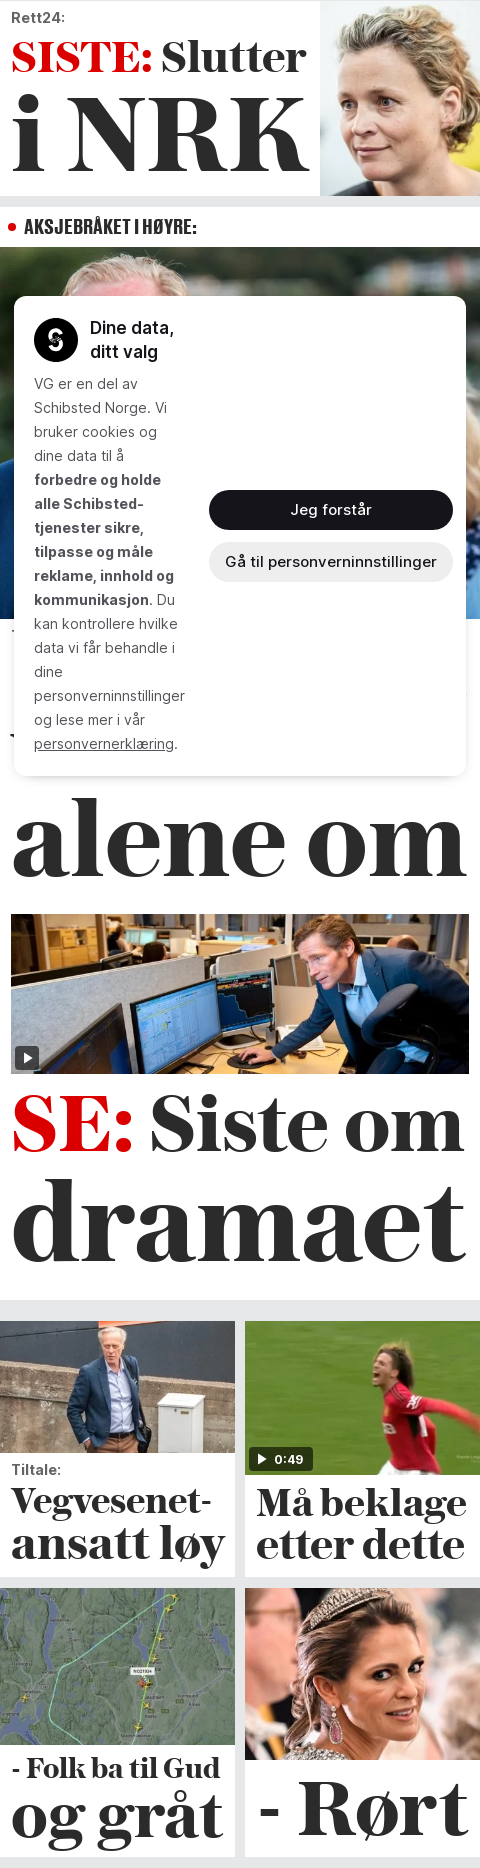 Rett24:
SISTE: Slutter
i NRK
AKSJEBRÅKET I HØYRE:
Dine data,
ditt valg
VG er en del av
Schibsted Norge. Vi
bruker cookies og
dine data til å
forbedre og holde
alle Schibsted-
tjenester sikre,
tilpasse og måle
reklame, innhold og
kommunikasjon. Du
kan kontrollere hvilke
data vi får behandle i
dine
personverninnstillinger
og lese mer i vår
personvernerklæring.
Jeg forstår
Gå til personverninnstillinger
alene om
SE: Siste om
dramaet
0:49
Tiltale:
Vegvesenet-
ansatt løy
Må beklage
etter dette
- Folk ba til Gud
og gråt
- Rørt